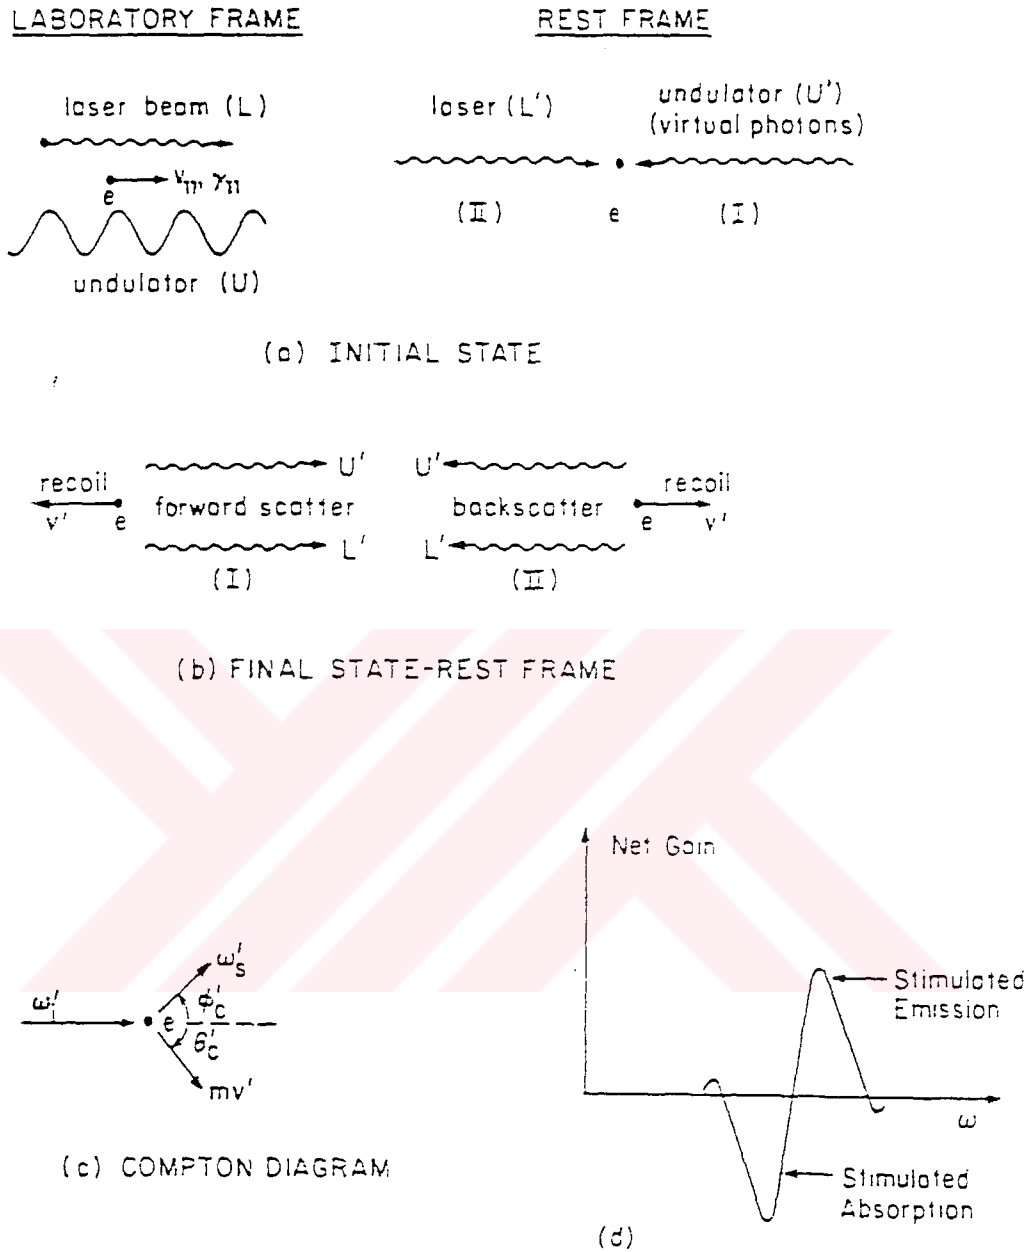 LABORATORY FRAME
REST FRAME
laser beam (L)
e
undulator (U)
laser (L')
undulator (U')
(virtual photons)
(II) e (I)
(a) INITIAL STATE
recoil
v' e
U'
forward scatter
L'
(I)
U'
backscatter
L'
(II)
recoil
e v'
(b) FINAL STATE-REST FRAME
ω's
e
ϕ'c
θ'c
mv'
(c) COMPTON DIAGRAM
Net Gain
Stimulated
Emission
ω
Stimulated
Absorption
(d)